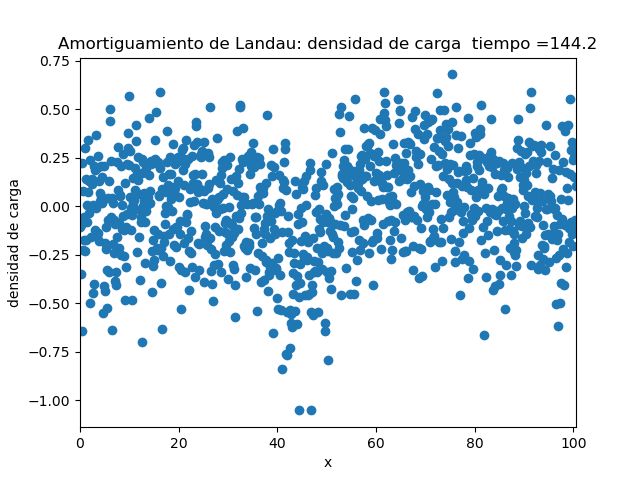 Amortiguamiento de Landau: densidad de carga  tiempo =144.2
0.75
0.50
0.25
0.00
−0.25
−0.50
−0.75
−1.00
densidad de carga
0 20 40 60 80 100
x